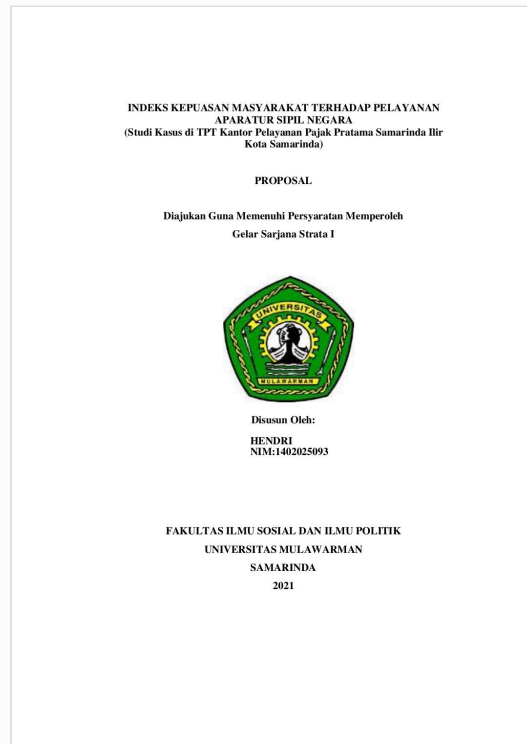 INDEKS KEPUASAN MASYARAKAT TERHADAP PELAYANAN
APARATUR SIPIL NEGARA
(Studi Kasus di TPT Kantor Pelayanan Pajak Pratama Samarinda Ilir
Kota Samarinda)
PROPOSAL
Diajukan Guna Memenuhi Persyaratan Memperoleh
Gelar Sarjana Strata I
UNIVERSITAS
MULAWARMAN
Disusun Oleh:
HENDRI
NIM:1402025093
FAKULTAS ILMU SOSIAL DAN ILMU POLITIK
UNIVERSITAS MULAWARMAN
SAMARINDA
2021